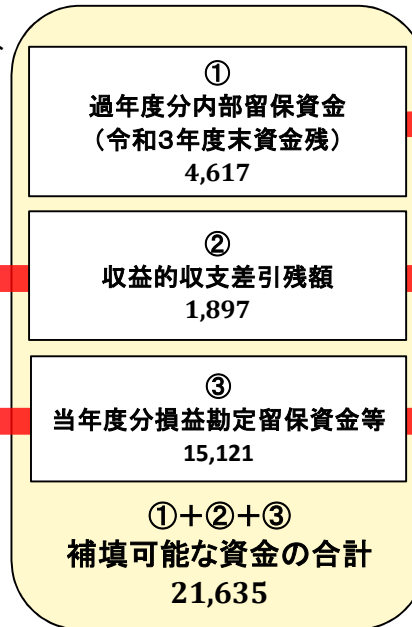 ①
過年度分内部留保資金
（令和3年度末資金残）
4,617
②
収益的収支差引残額
1,897
③
当年度分損益勘定留保資金等
15,121
①＋②＋③
補填可能な資金の合計
21,635